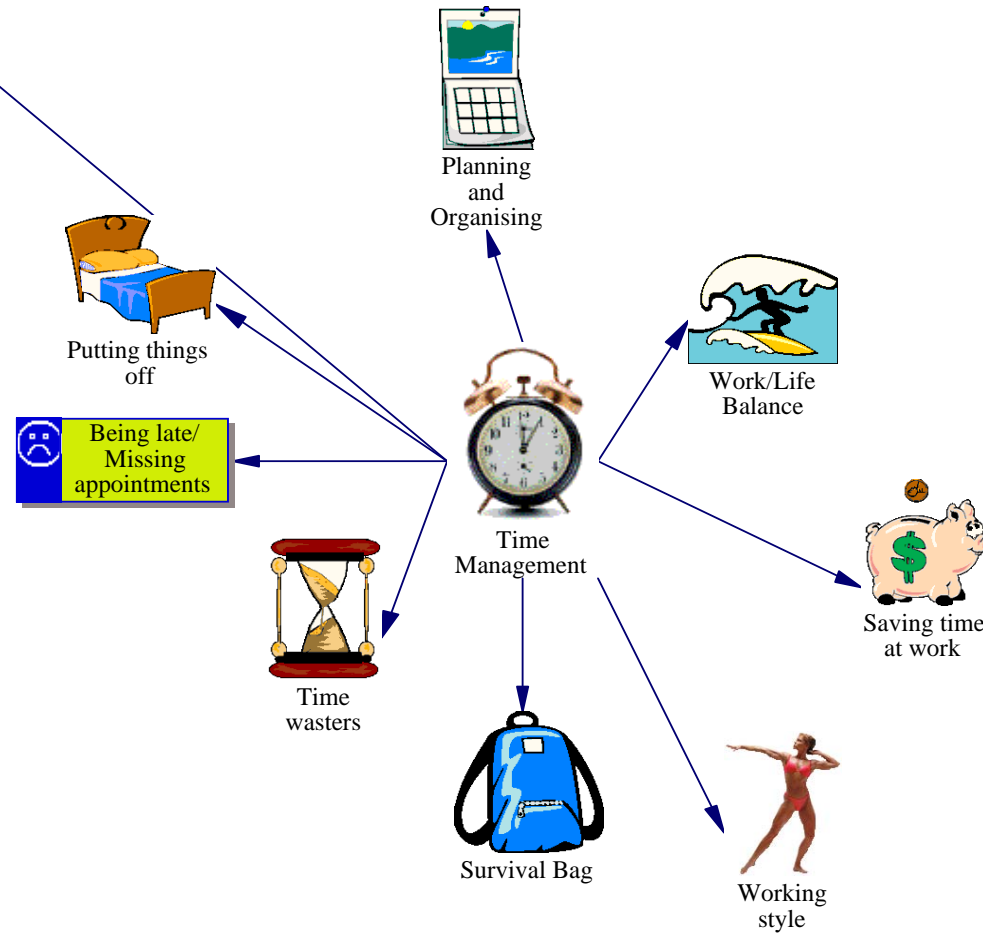 Planning
and
Organising
Putting things
off
Work/Life
Balance
Being late/
Missing
appointments
Time
Management
Saving time
at work
Time
wasters
Survival Bag
Working
style